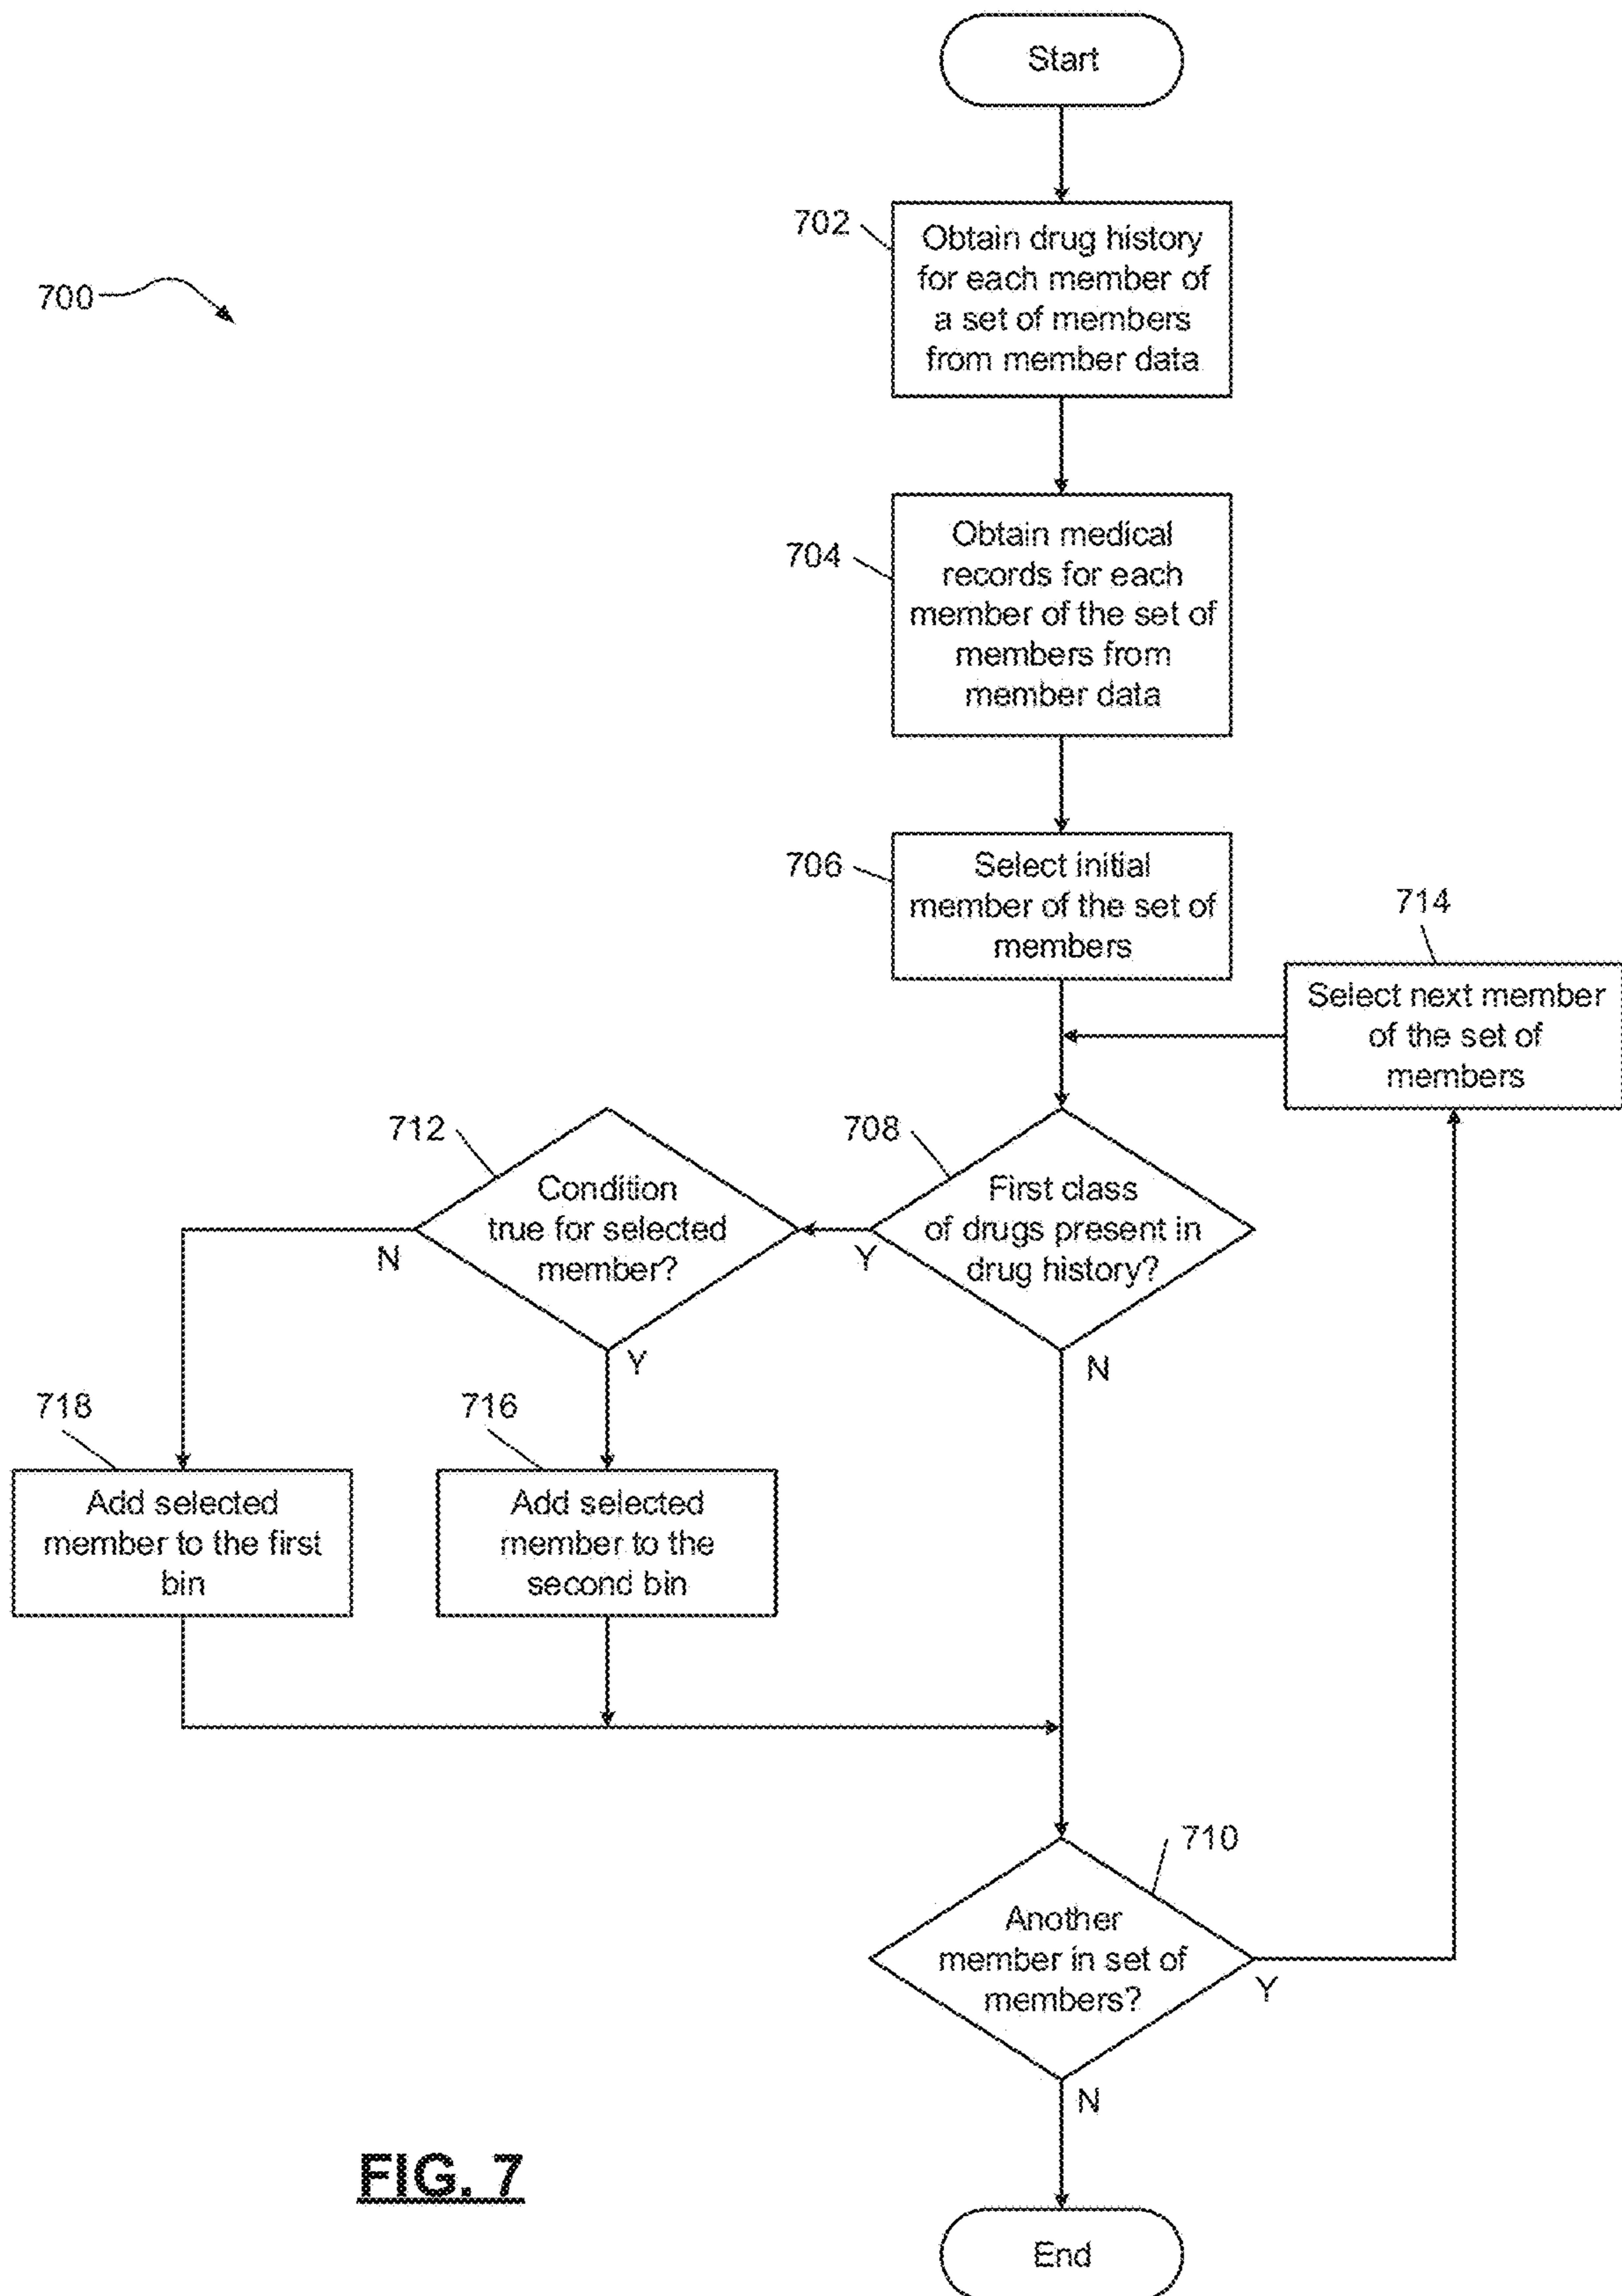 Start
702
Obtain drug history
for each member of
a set of members
from member data
700
704
Obtain medical
records for each
member of the set of
members from
member data
706
Select initial
member of the set of
members
714
Select next member
of the set of
members
712
Condition
true for selected
member?
N
Y
708
First class
of drugs present in
drug history?
Y
N
718
Add selected
member to the first
bin
716
Add selected
member to the
second bin
710
Another
member in set of
members?
Y
N
FIG. 7
End